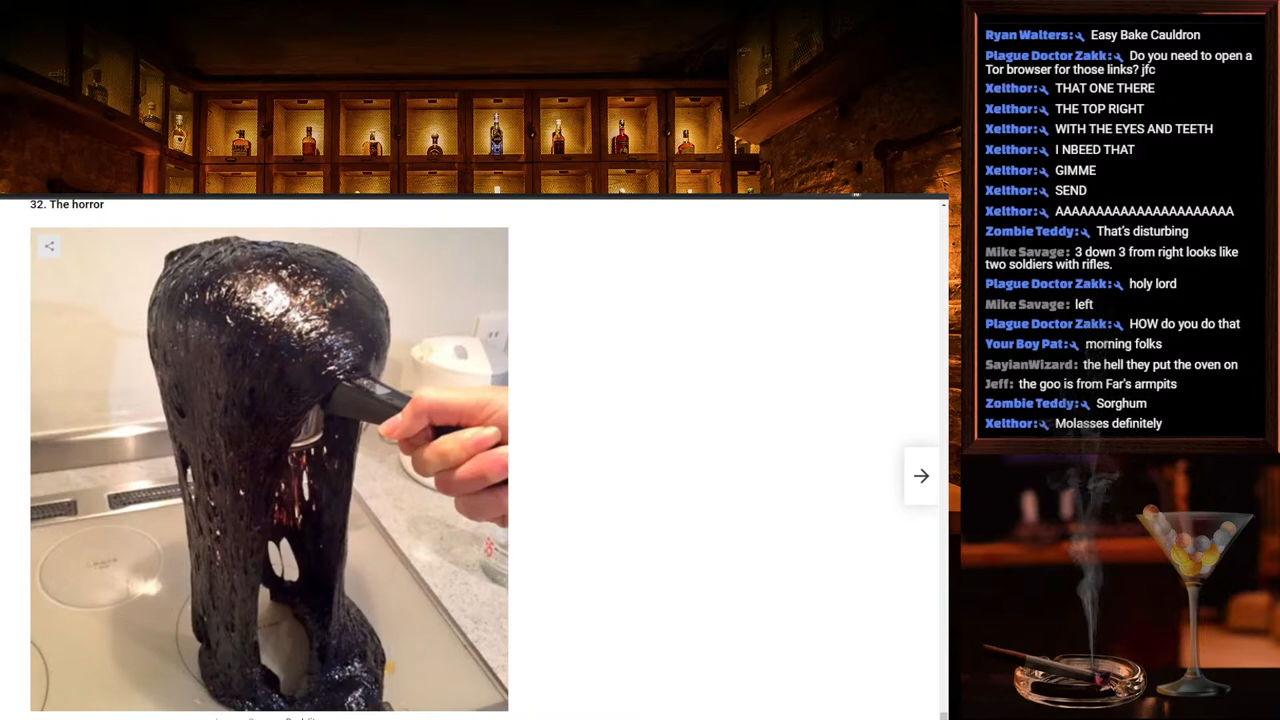 32. The horror
Ryan Walters: Easy Bake Cauldron
Plague Doctor Zakk: Do you need to open a
Tor browser for those links? jfc
Xelthor: THAT ONE THERE
Xelthor: THE TOP RIGHT
Xelthor: WITH THE EYES AND TEETH
Xelthor: I NBEED THAT
Xelthor: GIMME
Xelthor: SEND
Xelthor: AAAAAAAAAAAAAAAAAAAAAA
Zombie Teddy: That's disturbing
Mike Savage: 3 down 3 from right looks like
two soldiers with rifles.
Plague Doctor Zakk: holy lord
Mike Savage: left
Plague Doctor Zakk: HOW do you do that
Your Boy Pat: morning folks
SayianWizard: the hell they put the oven on
Jeff: the goo is from Far's armpits
Zombie Teddy: Sorghum
Xelthor: Molasses definitely